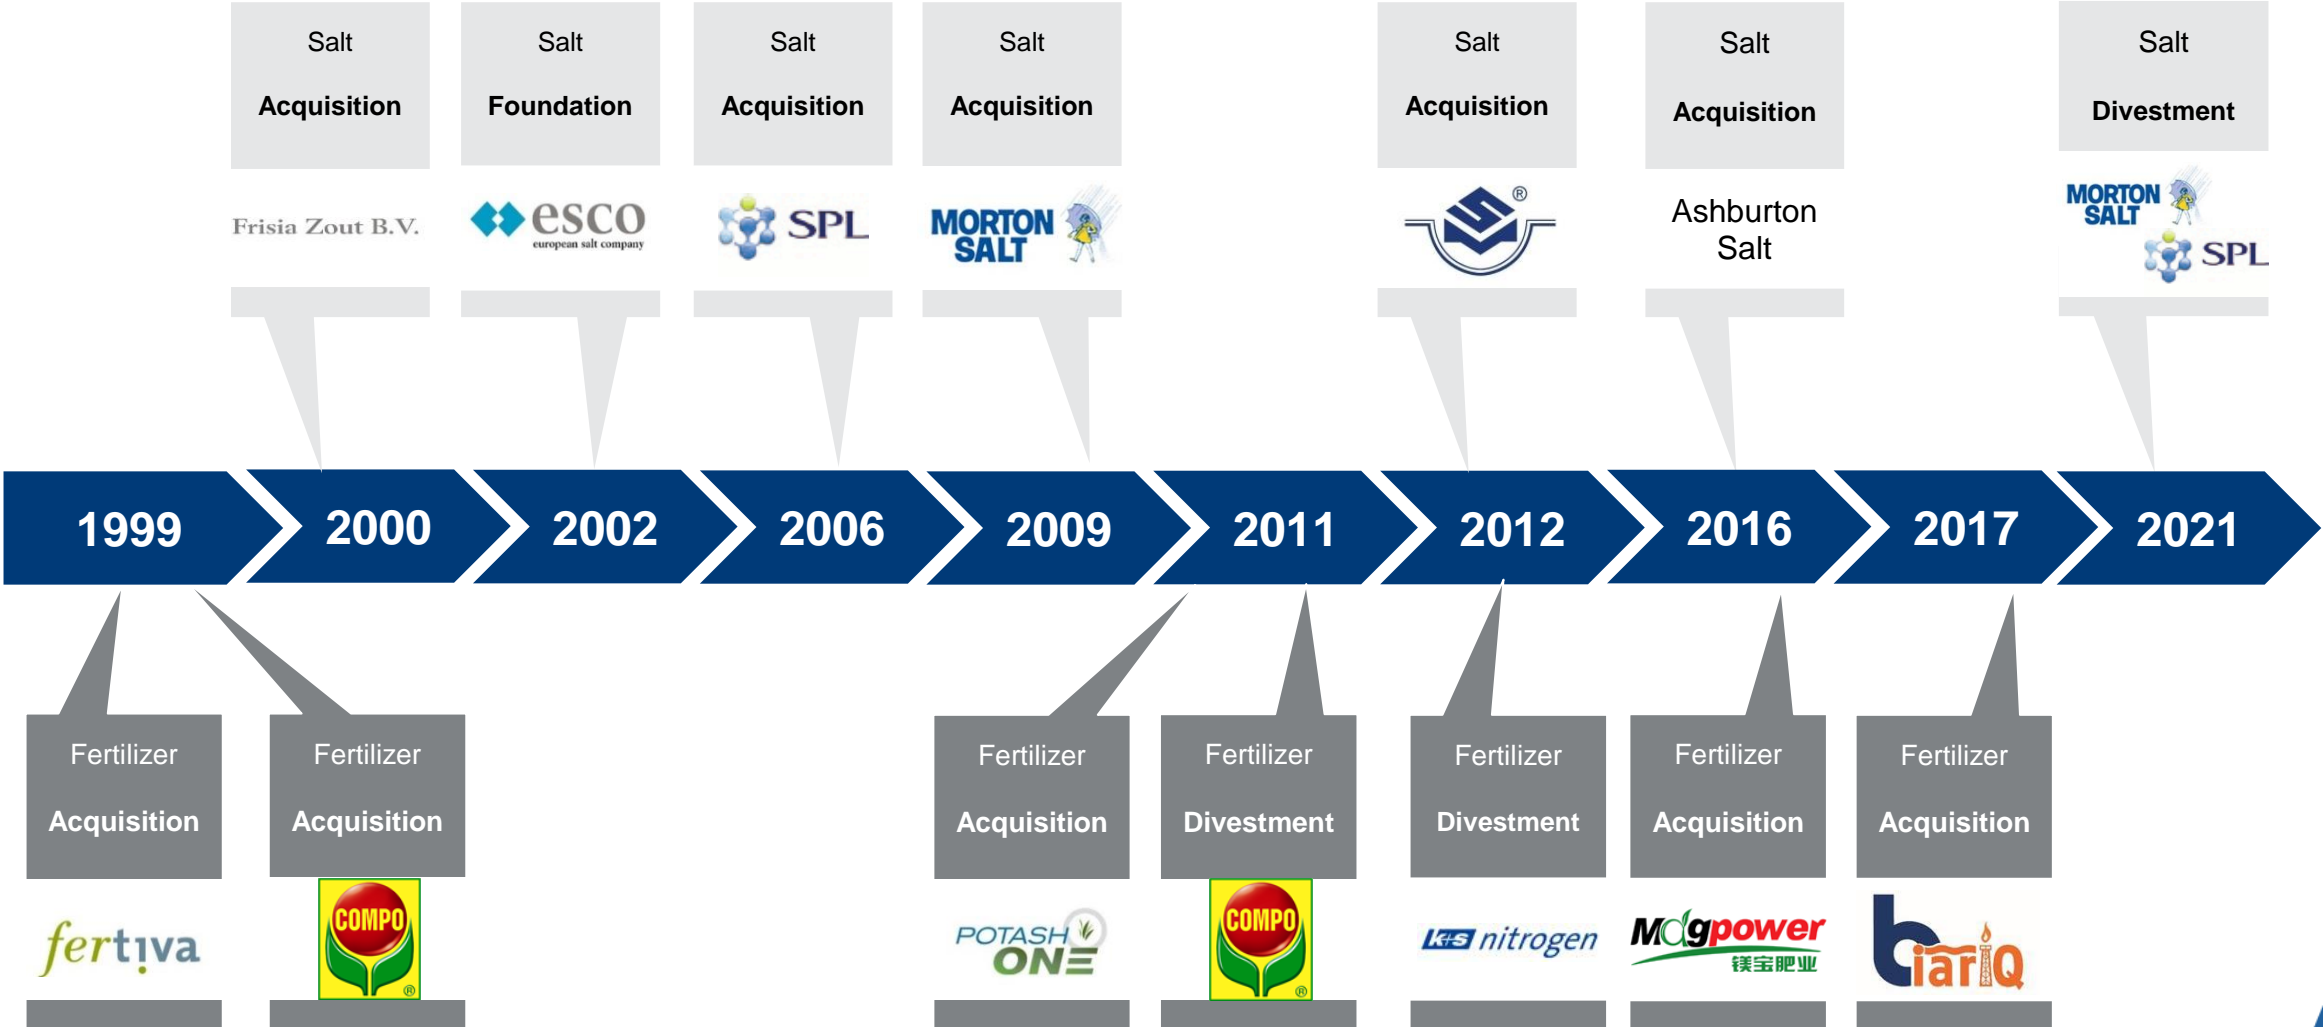 Salt
Acquisition
Frisia Zout B.V.
Salt
Foundation
esco
european salt company
Salt
Acquisition
SPL
Salt
Acquisition
MORTON
SALT
Salt
Acquisition
S
®
Salt
Acquisition
Ashburton
Salt
Salt
Divestment
MORTON
SALT
SPL
1999
2000
2002
2006
2009
2011
2012
2016
2017
2021
Fertilizer
Acquisition
fertiva
Fertilizer
Acquisition
COMPO
®
Fertilizer
Acquisition
POTASH
ONE
Fertilizer
Divestment
COMPO
®
Fertilizer
Divestment
K+S nitrogen
Fertilizer
Acquisition
Magpower
镁宝肥业
Fertilizer
Acquisition
biariQ